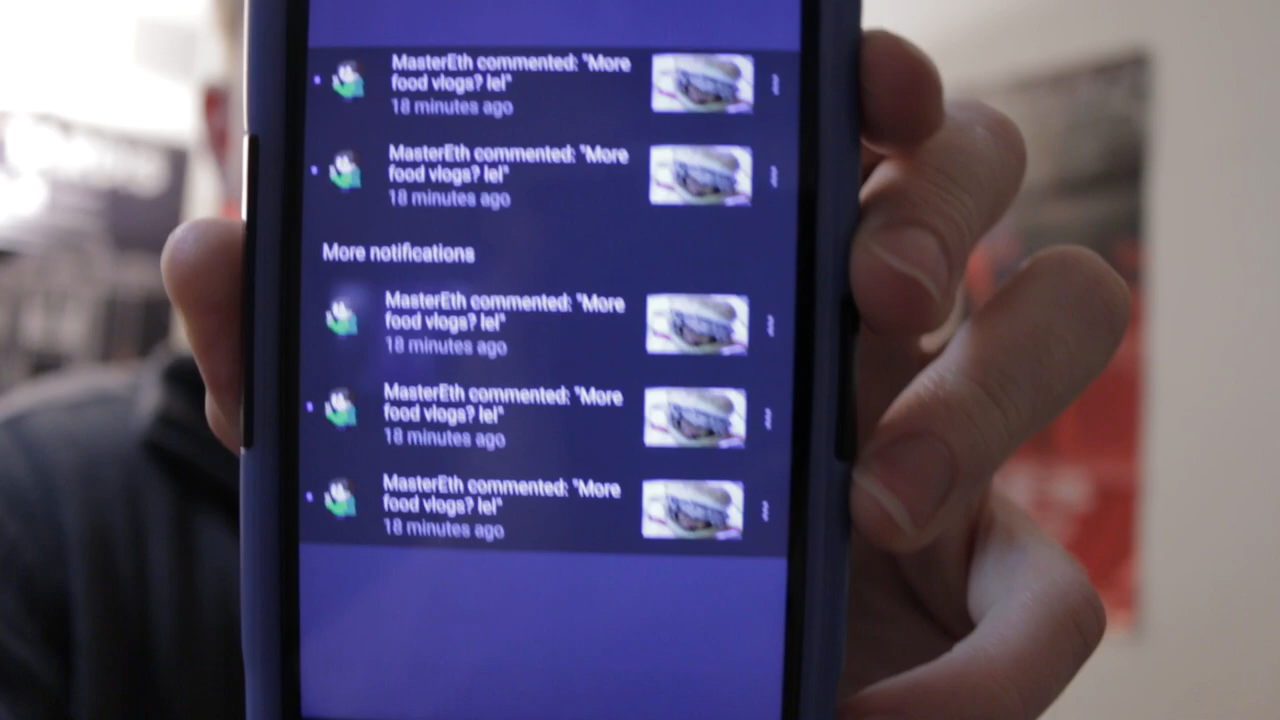 MasterEth commented: "More
food vlogs? lel"
18 minutes ago
MasterEth commented: "More
food vlogs? lel"
18 minutes ago
More notifications
MasterEth commented: "More
food vlogs? lel"
18 minutes ago
MasterEth commented: "More
food vlogs? lel"
18 minutes ago
MasterEth commented: "More
food vlogs? lel"
18 minutes ago